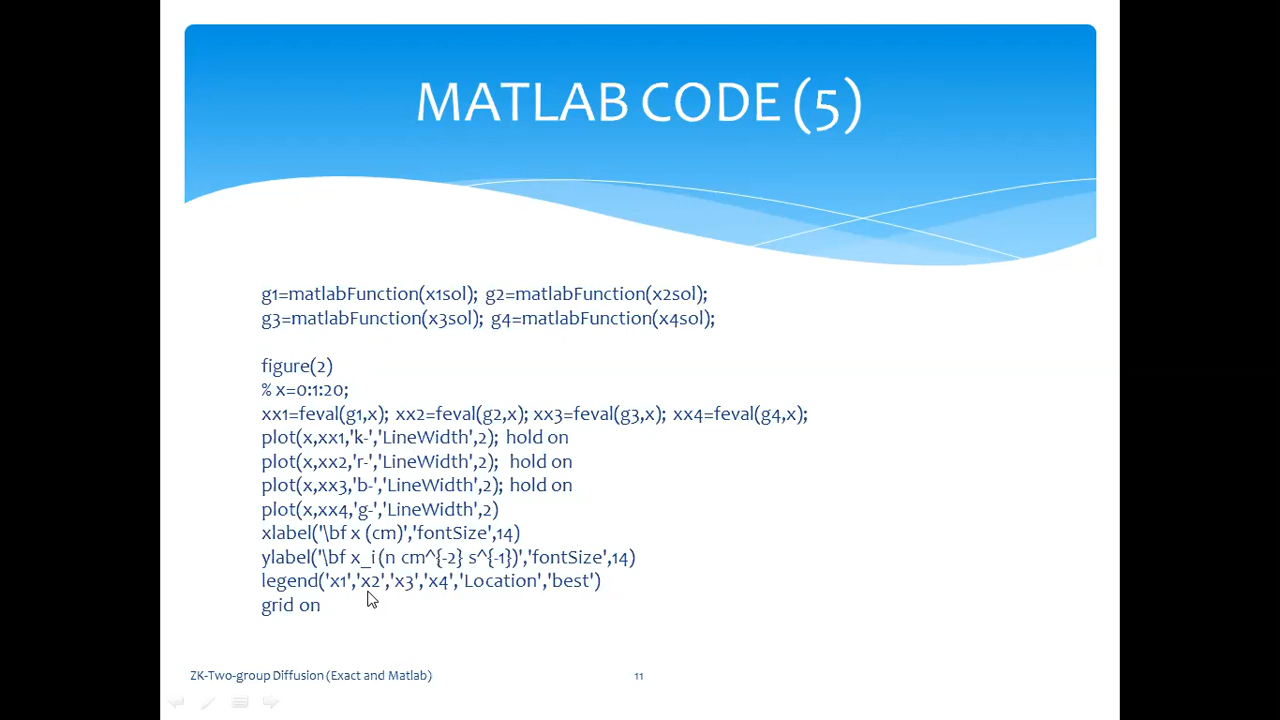 MATLAB CODE (5)
g1=matlabFunction(x1sol); g2=matlabFunction(x2sol);
g3=matlabFunction(x3sol); g4=matlabFunction(x4sol);
figure(2)
% x=0:1:20;
xx1=feval(g1,x); xx2=feval(g2,x); xx3=feval(g3,x); xx4=feval(g4,x);
plot(x,xx1,'k-','LineWidth',2); hold on
plot(x,xx2,'r-','LineWidth',2); hold on
plot(x,xx3,'b-','LineWidth',2); hold on
plot(x,xx4,'g-','LineWidth',2)
xlabel('\bf x (cm)','fontSize',14)
ylabel('\bf x_i (n cm^{-2} s^{-1})','fontSize',14)
legend('x1','x2','x3','x4','Location','best')
grid on
ZK-Two-group Diffusion (Exact and Matlab) 11